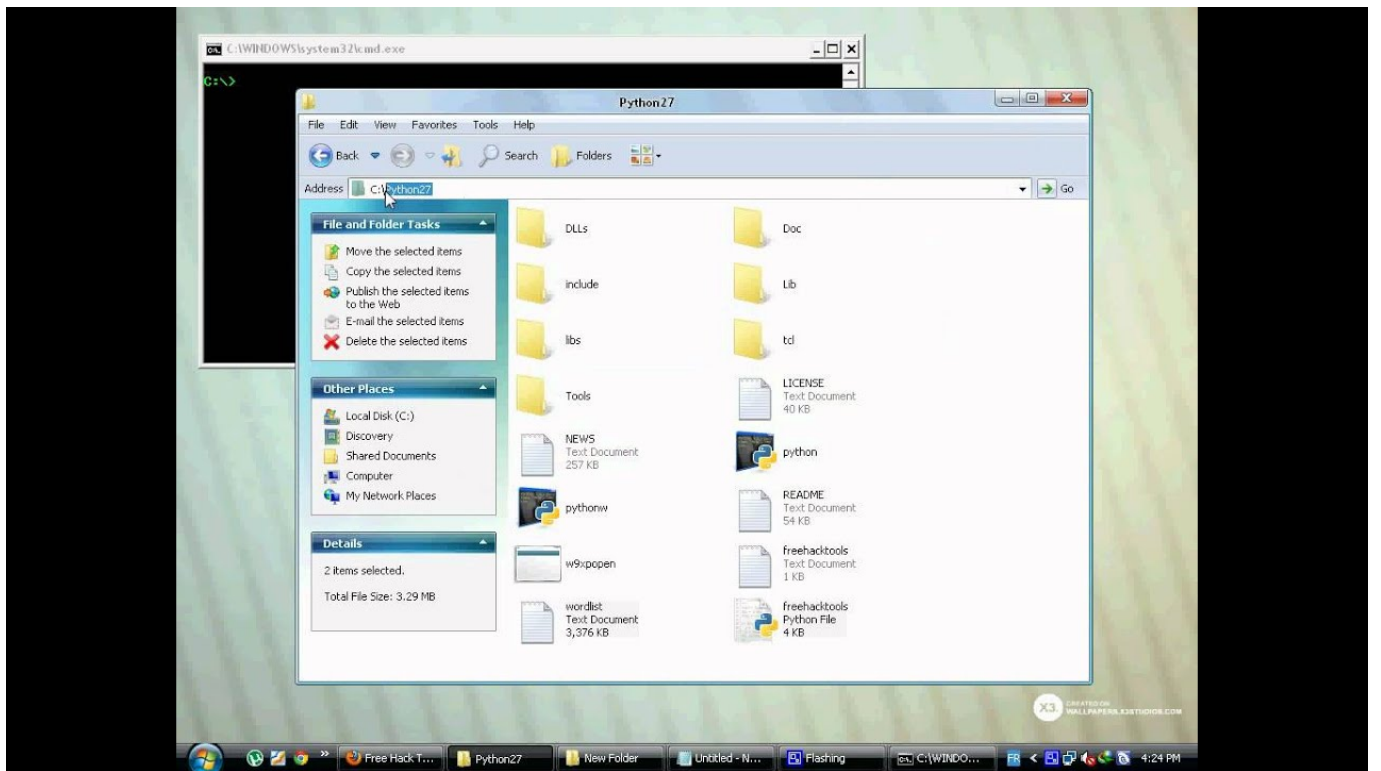 C:\WINDOWS\system32\cmd.exe
C:\>
Python27
File Edit View Favorites Tools Help
Back Search Folders
Address C:\Python27 Go
File and Folder Tasks
Move the selected items
Copy the selected items
Publish the selected items
to the Web
E-mail the selected items
Delete the selected items
Other Places
Local Disk (C:)
Discovery
Shared Documents
Computer
My Network Places
Details
2 items selected.
Total File Size: 3.29 MB
DLLs
Doc
include
Lib
libs
tcl
Tools
LICENSE
Text Document
40 KB
NEWS
Text Document
257 KB
python
pythonw
README
Text Document
54 KB
w9xpopen
freehacktools
Text Document
1 KB
wordlist
Text Document
3,376 KB
freehacktools
Python File
4 KB
X3 CREATED ON
WALLPAPERS.X3STUDIOS.COM
Free Hack T... Python27 New Folder Untitled - N... Flashing C:\WINDO... FR 4:24 PM